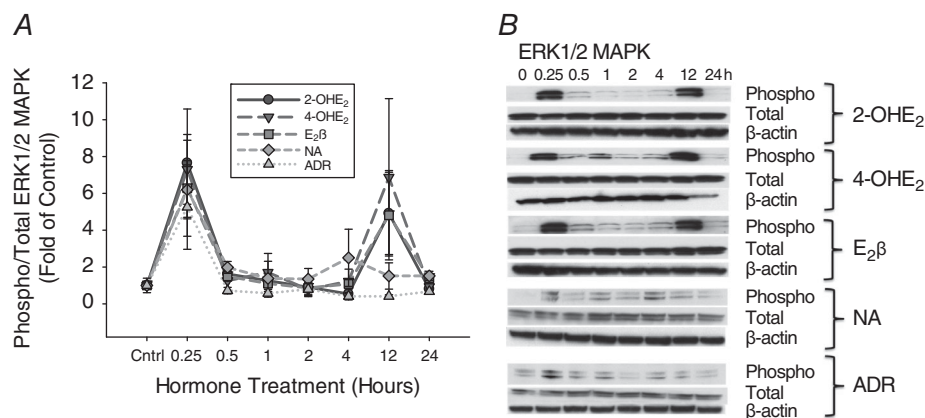 A
Phospho/Total ERK1/2 MAPK
(Fold of Control)
12
10
8
6
4
2
0
2-OHE₂
4-OHE₂
E₂β
NA
ADR
Cntrl 0.25 0.5 1 2 4 12 24
Hormone Treatment (Hours)
B
ERK1/2 MAPK
0 0.25 0.5 1 2 4 12 24 h
Phospho
Total
β-actin
2-OHE₂
Phospho
Total
β-actin
4-OHE₂
Phospho
Total
β-actin
E₂β
Phospho
Total
β-actin
NA
Phospho
Total
β-actin
ADR